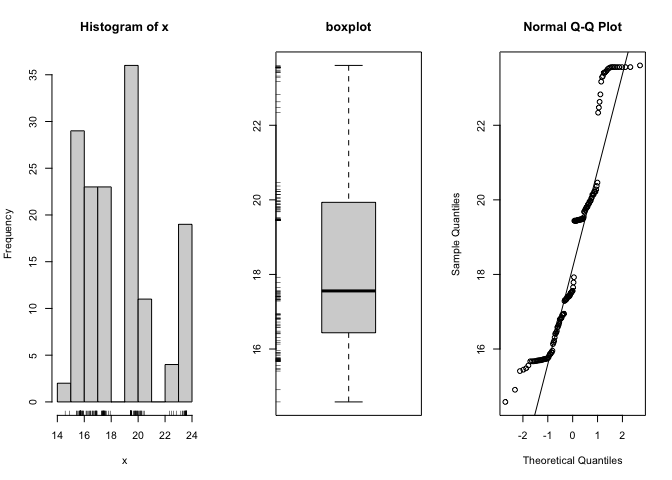 Histogram of x
Frequency
35
30
25
20
15
10
5
0
14 16 18 20 22 24
x
boxplot
22
20
18
16
Normal Q-Q Plot
Sample Quantiles
22
20
18
16
-2 -1 0 1 2
Theoretical Quantiles